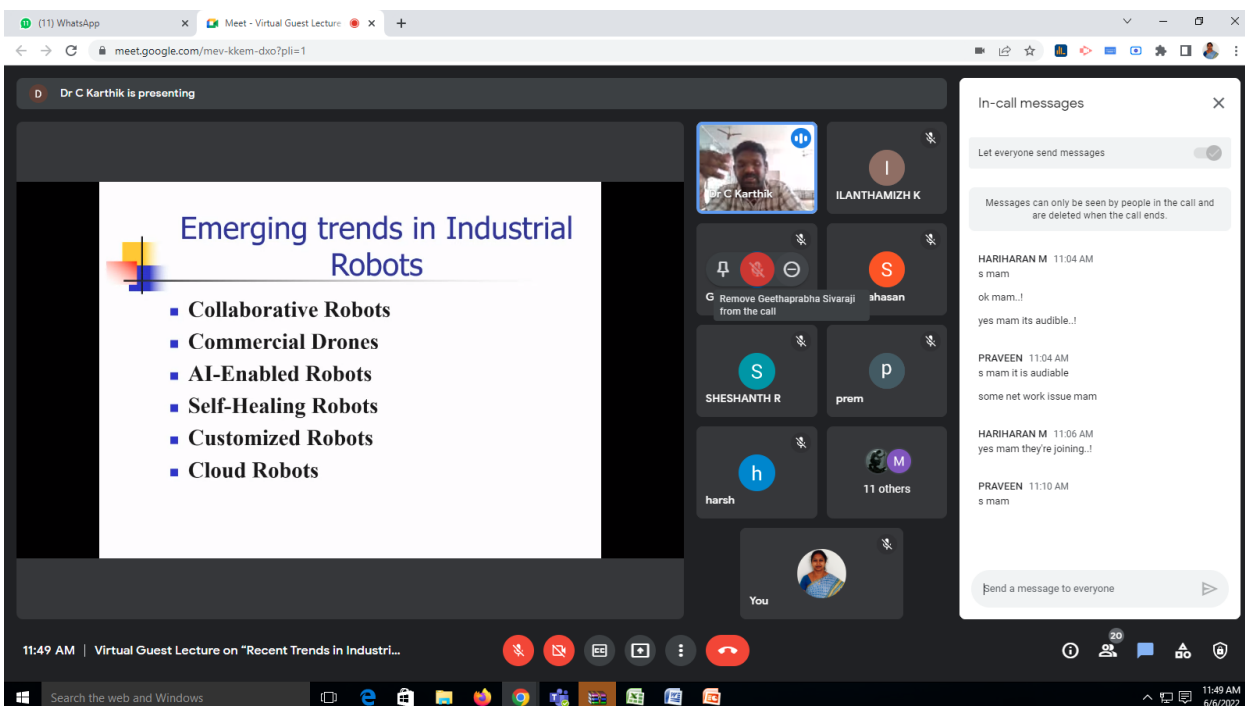 (11) WhatsApp
Meet - Virtual Guest Lecture
meet.google.com/mev-kkem-dxo?pli=1
D Dr C Karthik is presenting
Emerging trends in Industrial
Robots
Collaborative Robots
Commercial Drones
AI-Enabled Robots
Self-Healing Robots
Customized Robots
Cloud Robots
Dr C Karthik
I
ILANTHAMIZH K
G
Remove Geethaprabha Sivaraji
from the call
S
ahasan
S
SHESHANTH R
p
prem
h
harsh
M
11 others
You
In-call messages
Let everyone send messages
Messages can only be seen by people in the call and
are deleted when the call ends.
HARIHARAN M 11:04 AM
s mam
ok mam..!
yes mam its audible..!
PRAVEEN 11:04 AM
s mam it is audiable
some net work issue mam
HARIHARAN M 11:06 AM
yes mam they're joining..!
PRAVEEN 11:10 AM
s mam
Send a message to everyone
11:49 AM | Virtual Guest Lecture on "Recent Trends in Industri...
CC
20
Search the web and Windows
11:49 AM
6/6/2022